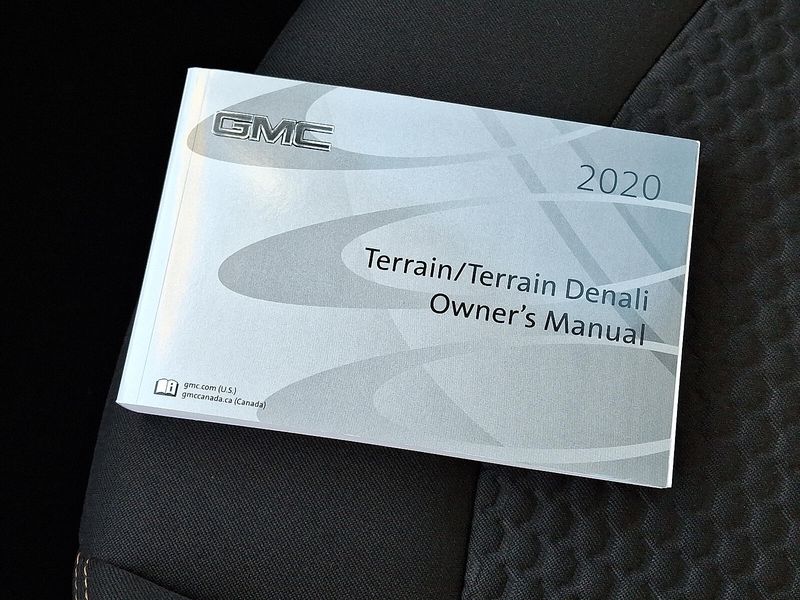 GMC
2020
Terrain/Terrain Denali
Owner's Manual
gmc.com (U.S.)
gmccanada.ca (Canada)